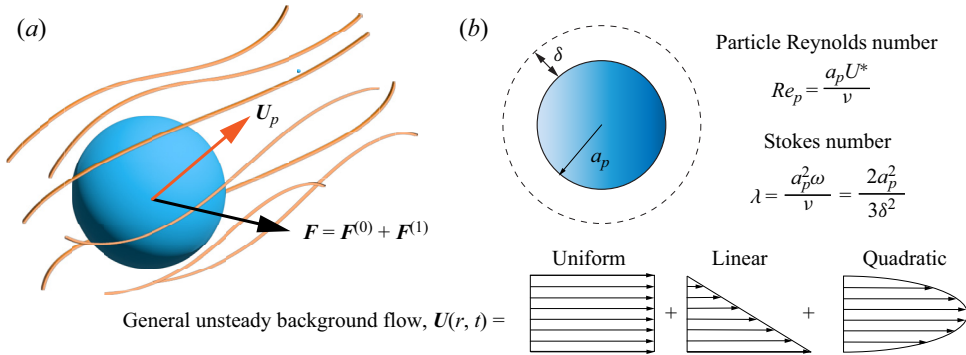 (a)
U_p
F = F^(0) + F^(1)
(b)
δ
a_p
Particle Reynolds number
Re_p = a_p U* / ν
Stokes number
λ = a_p^2 ω / ν = 2a_p^2 / 3δ^2
Uniform Linear Quadratic
General unsteady background flow, U(r, t) = + +